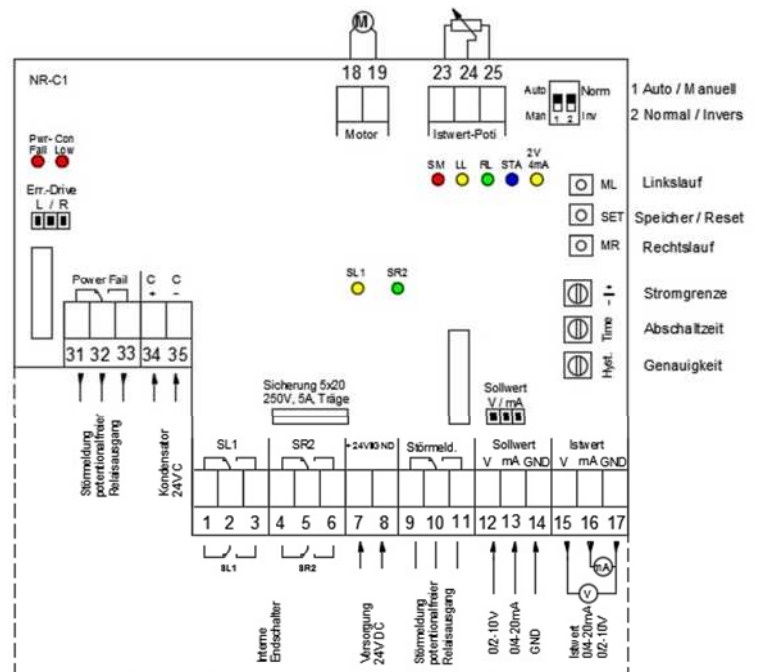 M
18 19
23 24 25
NR-C1
Auto Norm
Man 1 2 Inv
1 Auto / Manuell
2 Normal / Invers
Motor
Istwert-Poti
Pwr- Con
Fail Low
SM LL RL STA 2V
4mA
Err.-Drive
L / R
ML Linkslauf
SET Speicher / Reset
MR Rechtslauf
SL1 SR2
Power Fail
C C
+ -
- +
Stromgrenze
Time
Abschaltzeit
Hyst.
Genauigkeit
31 32 33 34 35
Störmeldung
potentionalfreier
Relaisausgang
Kondensator
24V C
Sicherung 5x20
250V, 5A, Träge
Sollwert
V / mA
SL1 SR2 +24V GND Störmeld. Sollwert Istwert
V mA GND V mA GND
1 2 3 4 5 6 7 8 9 10 11 12 13 14 15 16 17
SL1 SR2
mA
V
Interne
Endschalter
Versorgung
24V DC
Störmeldung
potentionalfreier
Relaisausgang
0/2-10V
0/4-20mA
GND
Istwert
0/4-20mA
0/2-10V